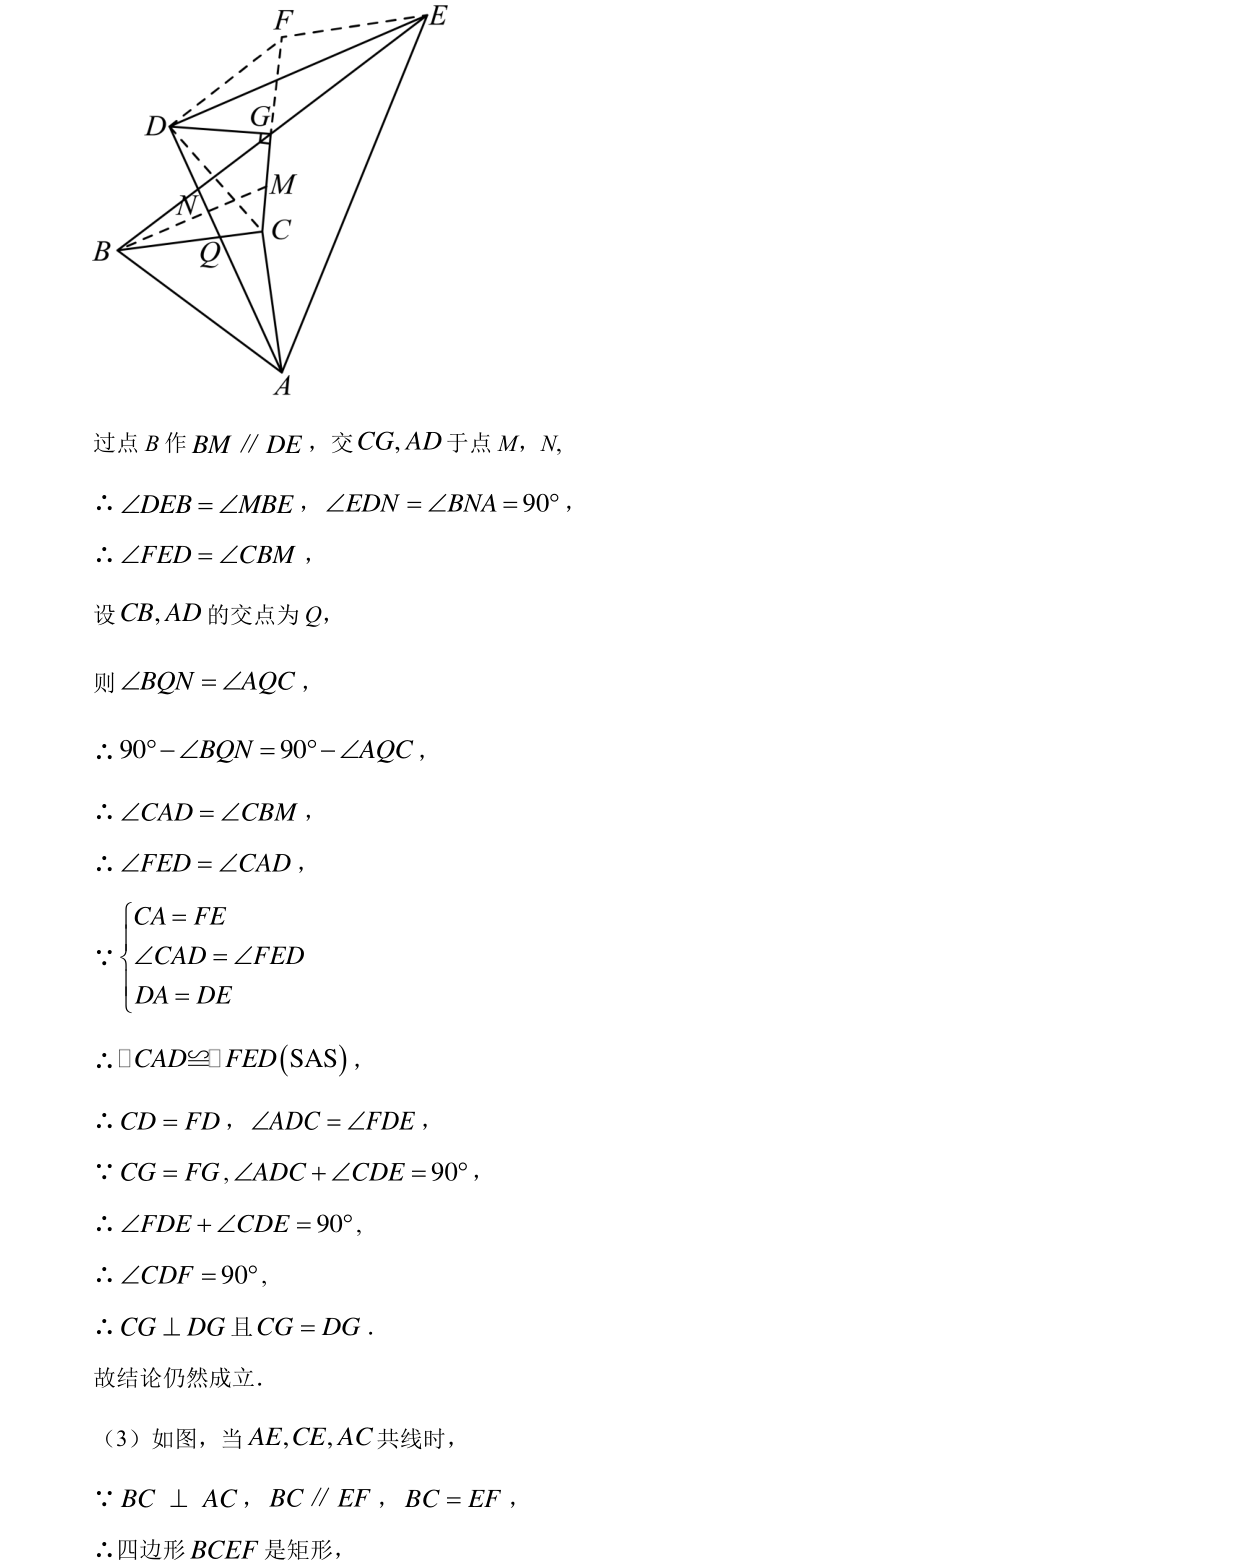 F
E
D
G
M
N
C
B
Q
A
过点 B 作 BM // DE，交 CG, AD 于点 M，N,
∴ ∠DEB = ∠MBE，∠EDN = ∠BNA = 90°，
∴ ∠FED = ∠CBM，
设 CB, AD 的交点为 Q，
则 ∠BQN = ∠AQC，
∴ 90° − ∠BQN = 90° − ∠AQC，
∴ ∠CAD = ∠CBM，
∴ ∠FED = ∠CAD，
CA = FE
∵ { ∠CAD = ∠FED
DA = DE
∴ □CAD≌□FED(SAS)，
∴ CD = FD，∠ADC = ∠FDE，
∵ CG = FG, ∠ADC + ∠CDE = 90°，
∴ ∠FDE + ∠CDE = 90°,
∴ ∠CDF = 90°,
∴ CG ⊥ DG 且 CG = DG．
故结论仍然成立．
（3）如图，当 AE, CE, AC 共线时，
∵ BC ⊥ AC，BC // EF，BC = EF，
∴四边形 BCEF 是矩形，